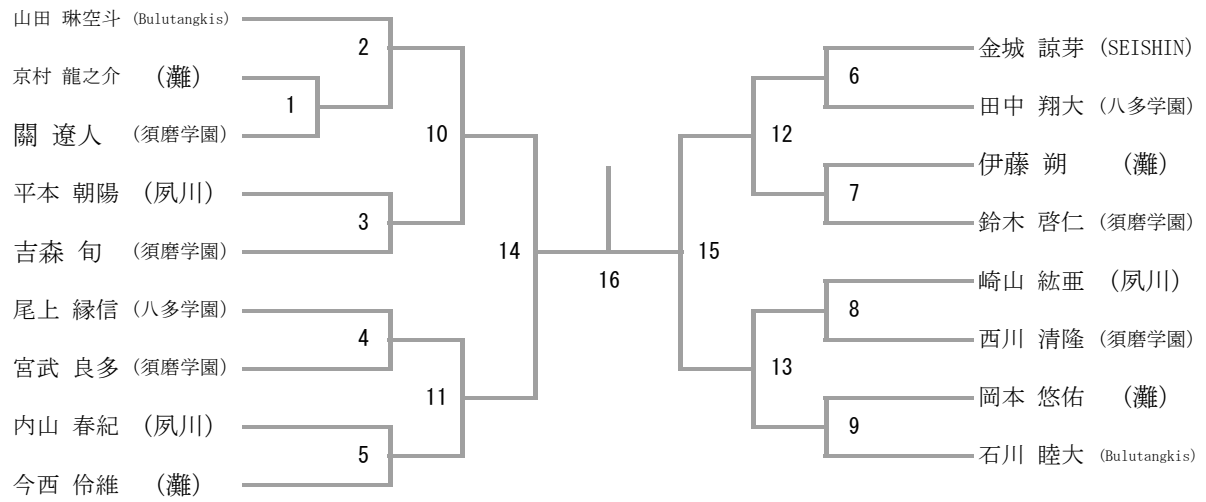 山田 琳空斗 (Bulutangkis)
京村 龍之介 (灘)
關 遼人 (須磨学園)
平本 朝陽 (夙川)
吉森 旬 (須磨学園)
尾上 縁信 (八多学園)
宮武 良多 (須磨学園)
内山 春紀 (夙川)
今西 伶維 (灘)
1
2
3
4
5
10
11
14
16
15
12
13
6
7
8
9
金城 諒芽 (SEISHIN)
田中 翔大 (八多学園)
伊藤 朔 (灘)
鈴木 啓仁 (須磨学園)
崎山 紘亜 (夙川)
西川 清隆 (須磨学園)
岡本 悠佑 (灘)
石川 睦大 (Bulutangkis)